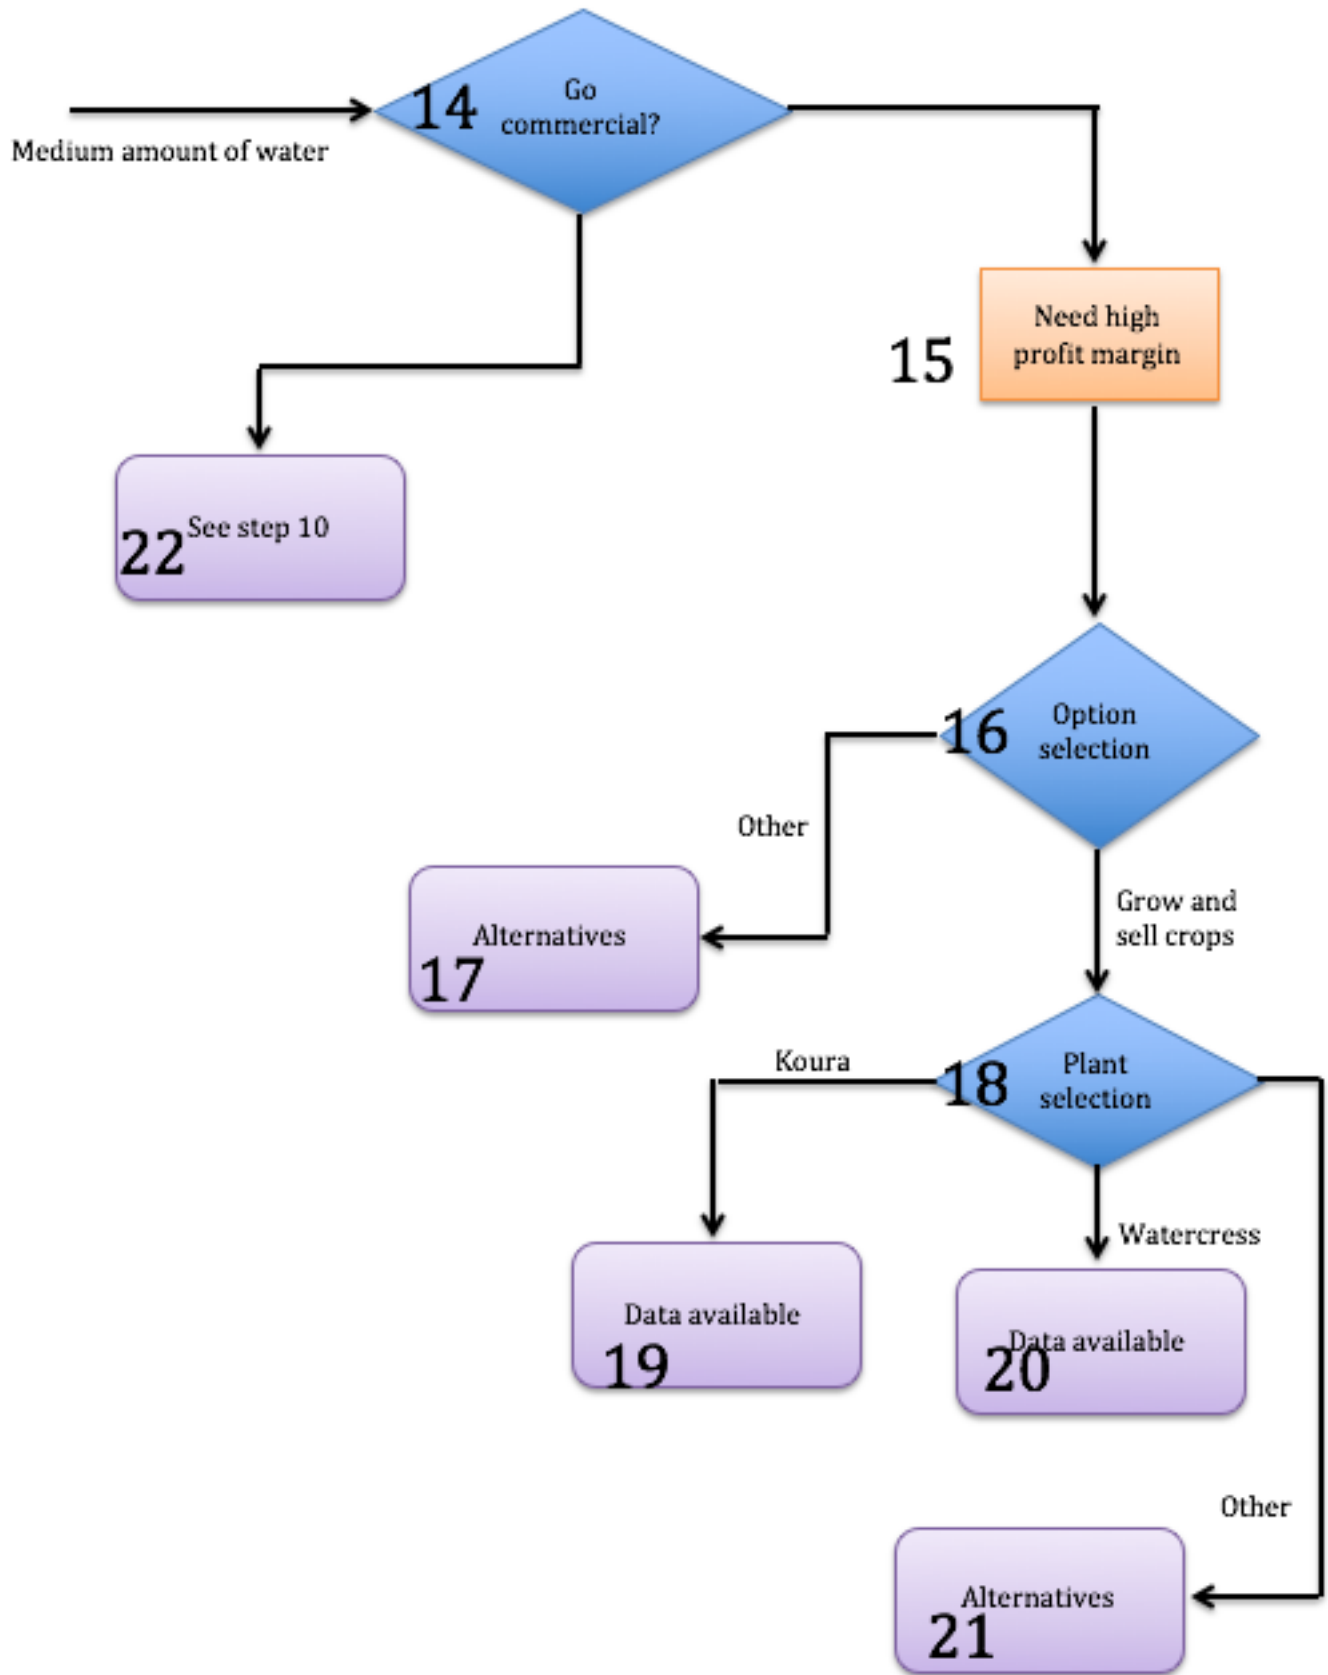 14
Go
commercial?
Medium amount of water
Need high
profit margin
15
See step 10
22
16
Option
selection
Other
Grow and
sell crops
Alternatives
17
Koura
18
Plant
selection
Watercress
Data available
19
Data available
20
Other
Alternatives
21